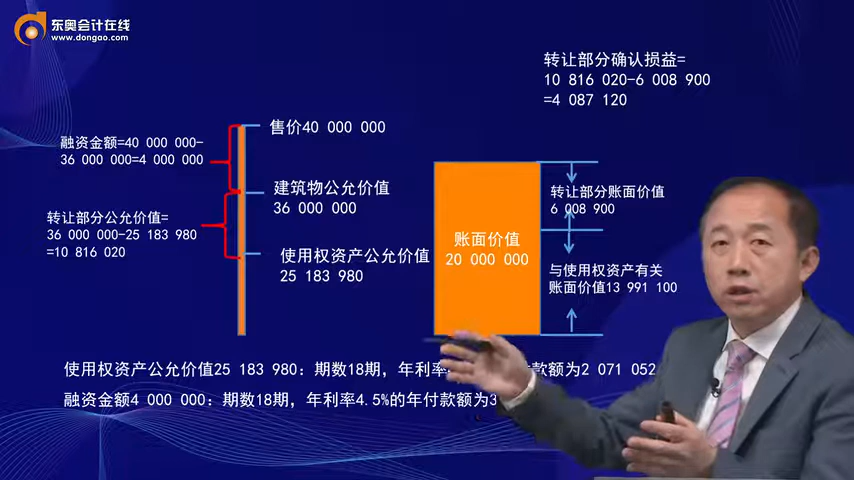 东奥会计在线
www.dongao.com
转让部分确认损益=
10 816 020-6 008 900
=4 087 120
售价40 000 000
融资金额=40 000 000-
36 000 000=4 000 000
建筑物公允价值
36 000 000
转让部分账面价值
6 008 900
转让部分公允价值=
36 000 000-25 183 980
=10 816 020
使用权资产公允价值
25 183 980
账面价值
20 000 000
与使用权资产有关
账面价值13 991 100
使用权资产公允价值25 183 980：期数18期，年利率 付款额为2 071 052
融资金额4 000 000：期数18期，年利率4.5%的年付款额为3